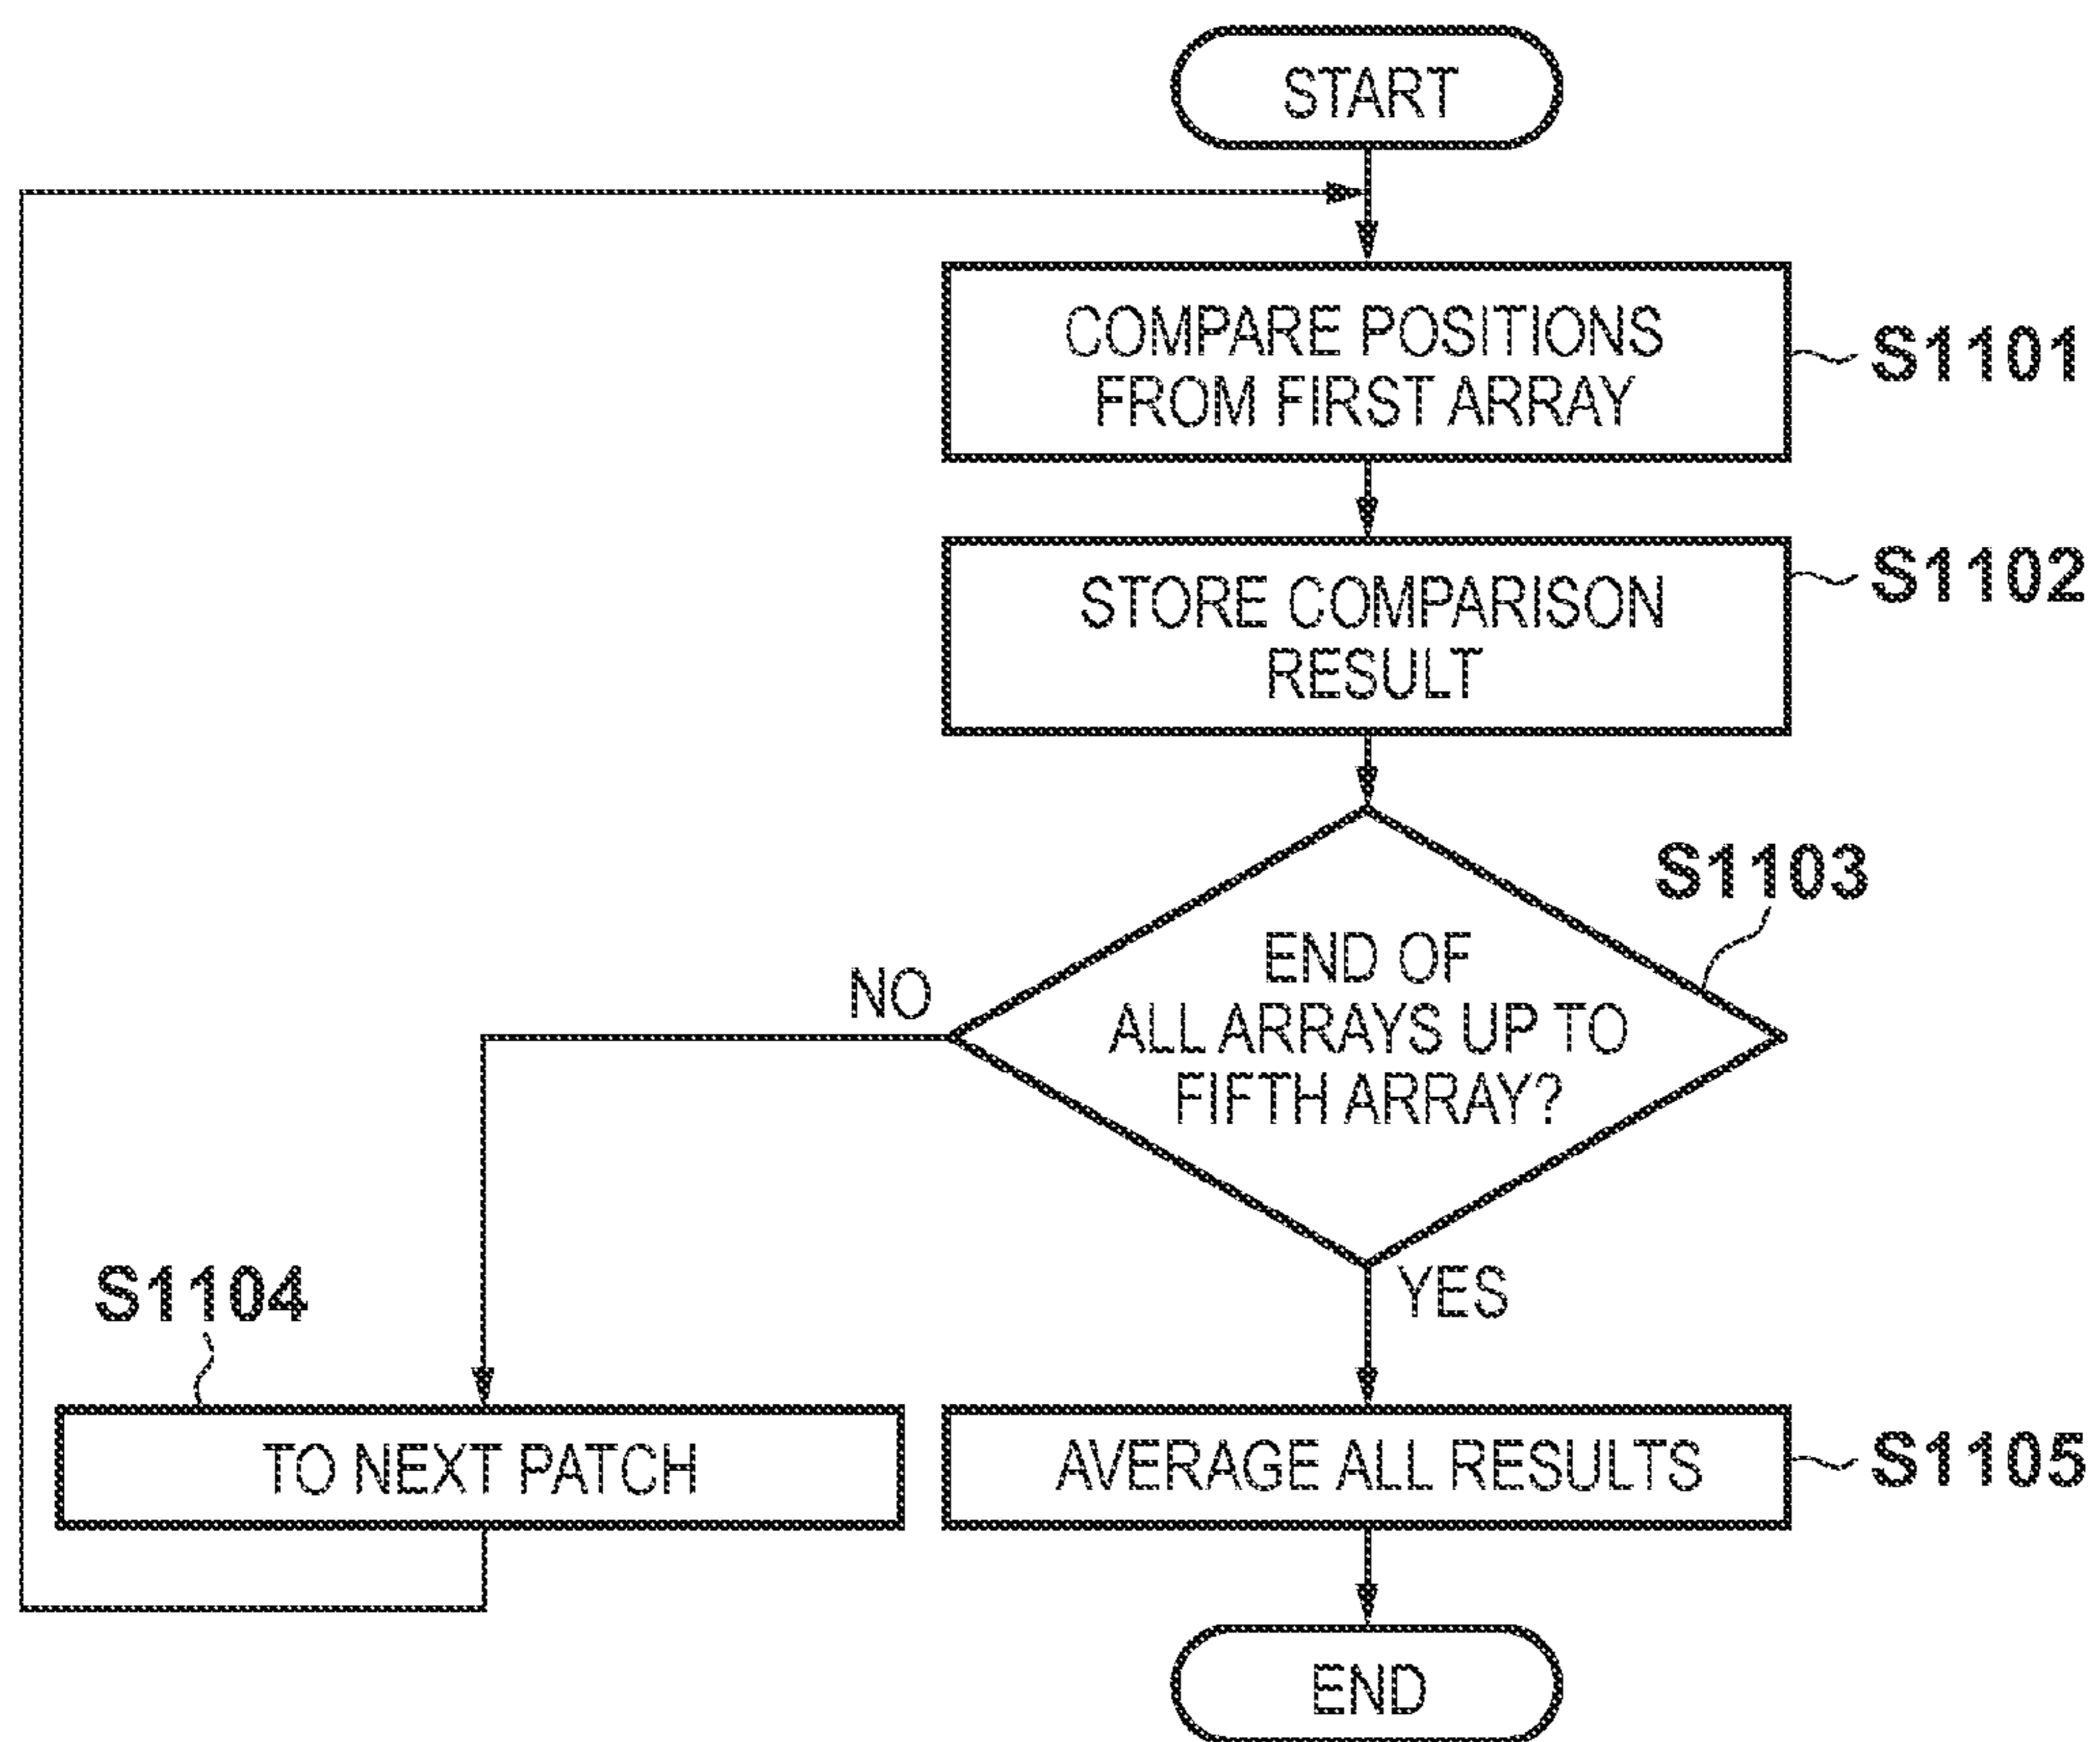 START
COMPARE POSITIONS
FROM FIRST ARRAY
S1101
STORE COMPARISON
RESULT
S1102
END OF
ALL ARRAYS UP TO
FIFTH ARRAY?
S1103
NO
YES
S1104
TO NEXT PATCH
AVERAGE ALL RESULTS
S1105
END